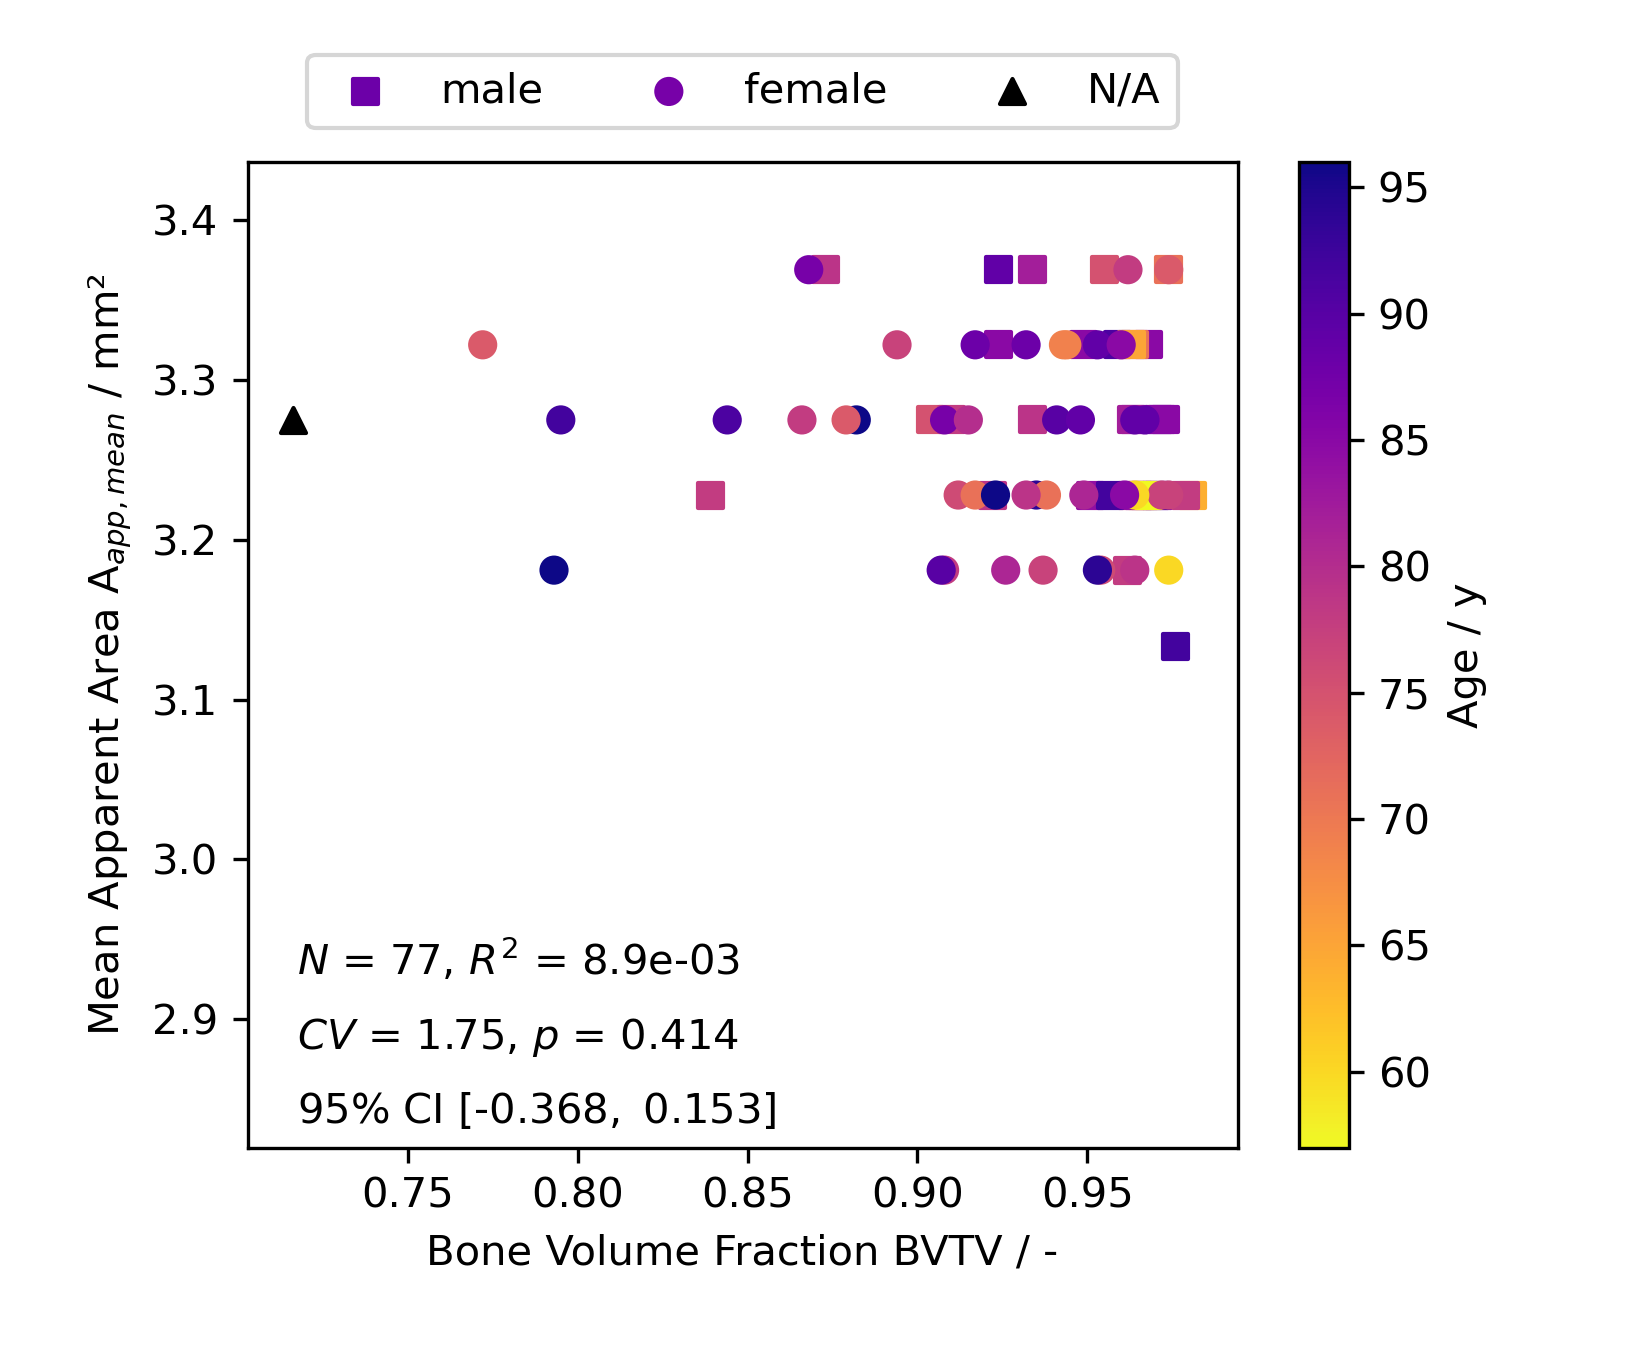 male female N/A
3.4
3.3
3.2
3.1
3.0
2.9
Mean Apparent Area A_app,mean / mm²
N = 77, R² = 8.9e-03
CV = 1.75, p = 0.414
95% CI [-0.368, 0.153]
0.75 0.80 0.85 0.90 0.95
Bone Volume Fraction BVTV / -
95
90
85
80
75
70
65
60
Age / y